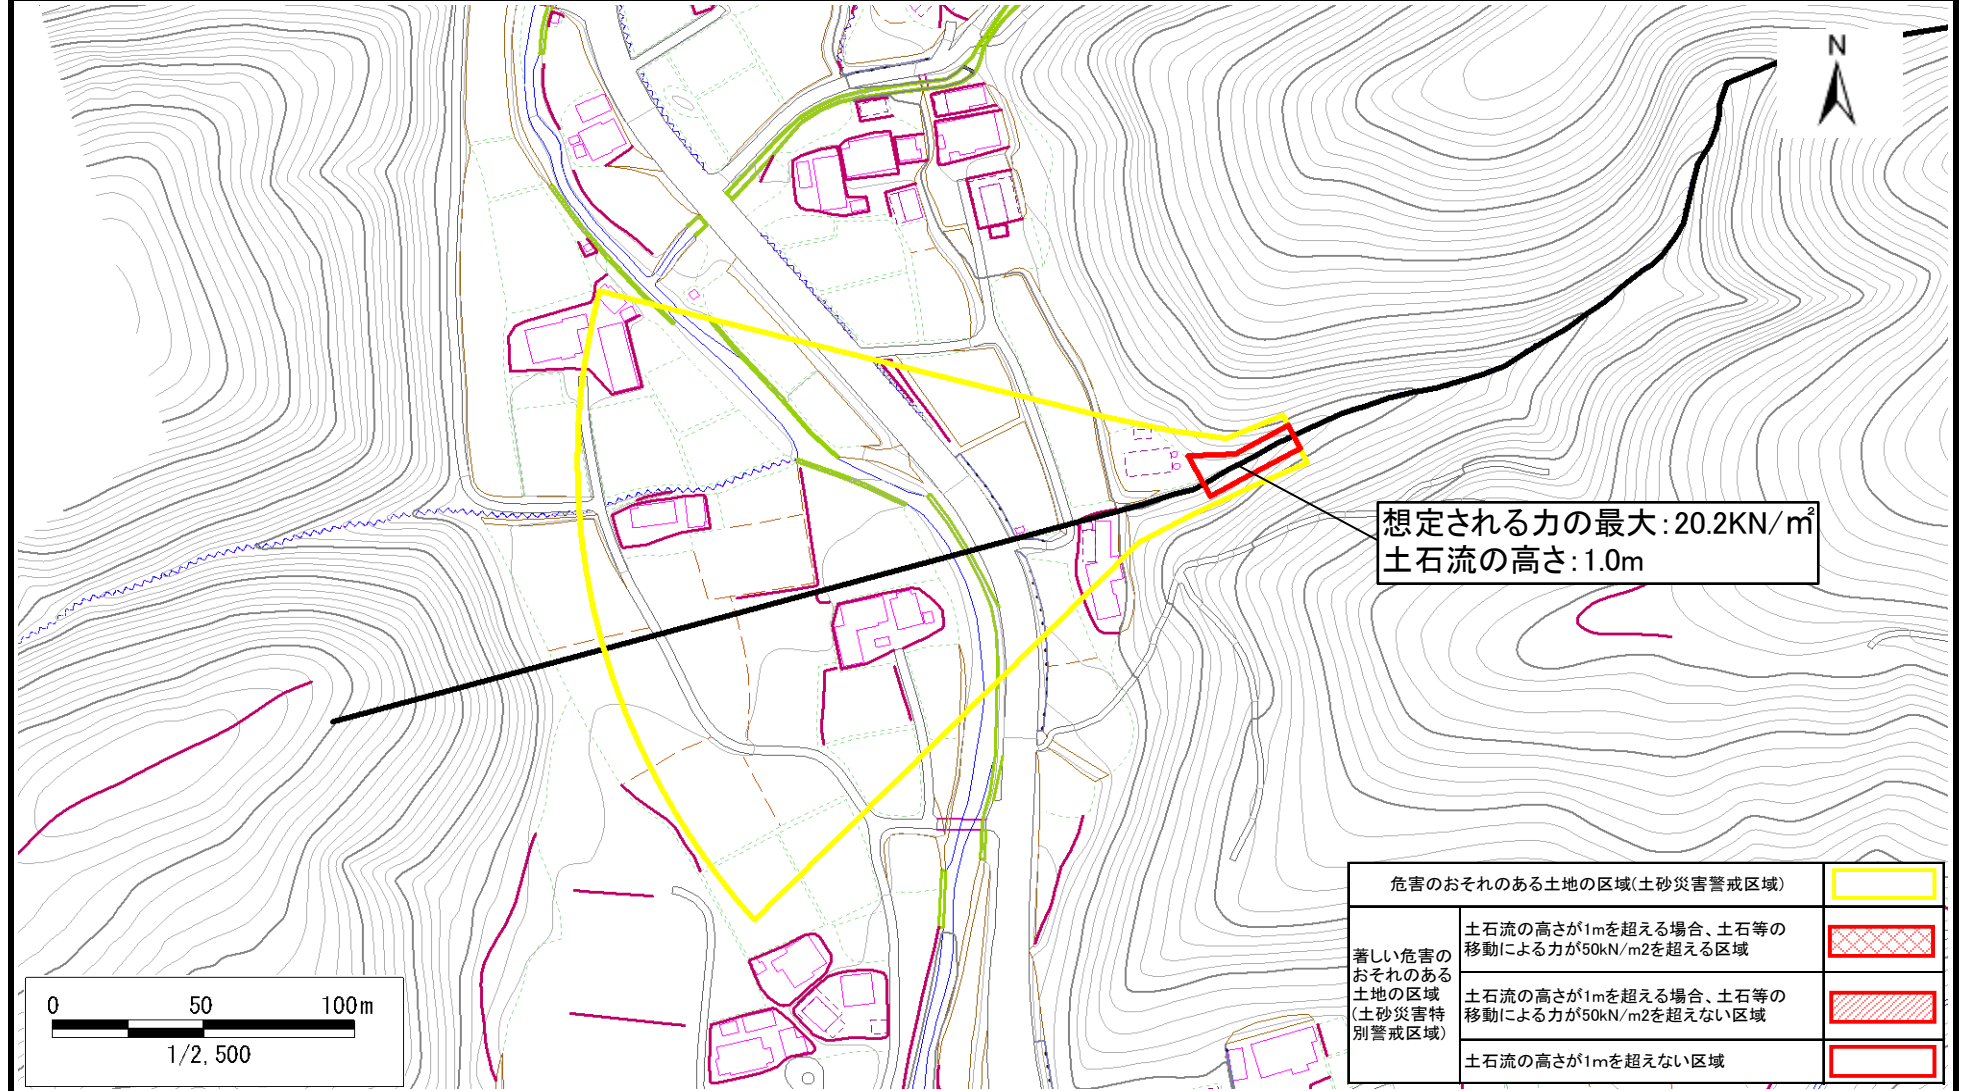 N
想定される力の最大:20.2KN/㎡
土石流の高さ:1.0m
0 50 100m
1/2,500
危害のおそれのある土地の区域(土砂災害警戒区域)
著しい危害の
おそれのある
土地の区域
(土砂災害特
別警戒区域)
土石流の高さが1mを超える場合、土石等の
移動による力が50kN/m2を超える区域
土石流の高さが1mを超える場合、土石等の
移動による力が50kN/m2を超えない区域
土石流の高さが1mを超えない区域